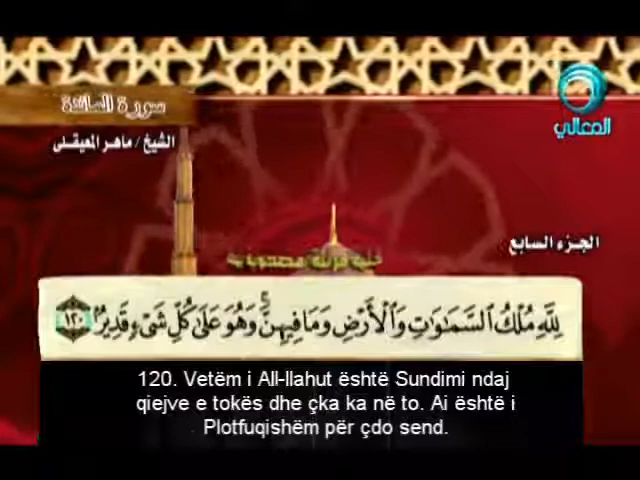 سورة المائدة
الشيخ / ماهر المعيقلى
المعالي
الجزء السابع
لِلَّهِ مُلْكُ السَّمَٰوَٰتِ وَالْأَرْضِ وَمَا فِيهِنَّ ۚ وَهُوَ عَلَىٰ كُلِّ شَىْءٍ قَدِيرٌۢ ١٢٠
120. Vetëm i All-llahut është Sundimi ndaj
qiejve e tokës dhe çka ka në to. Ai është i
Plotfuqishëm për çdo send.